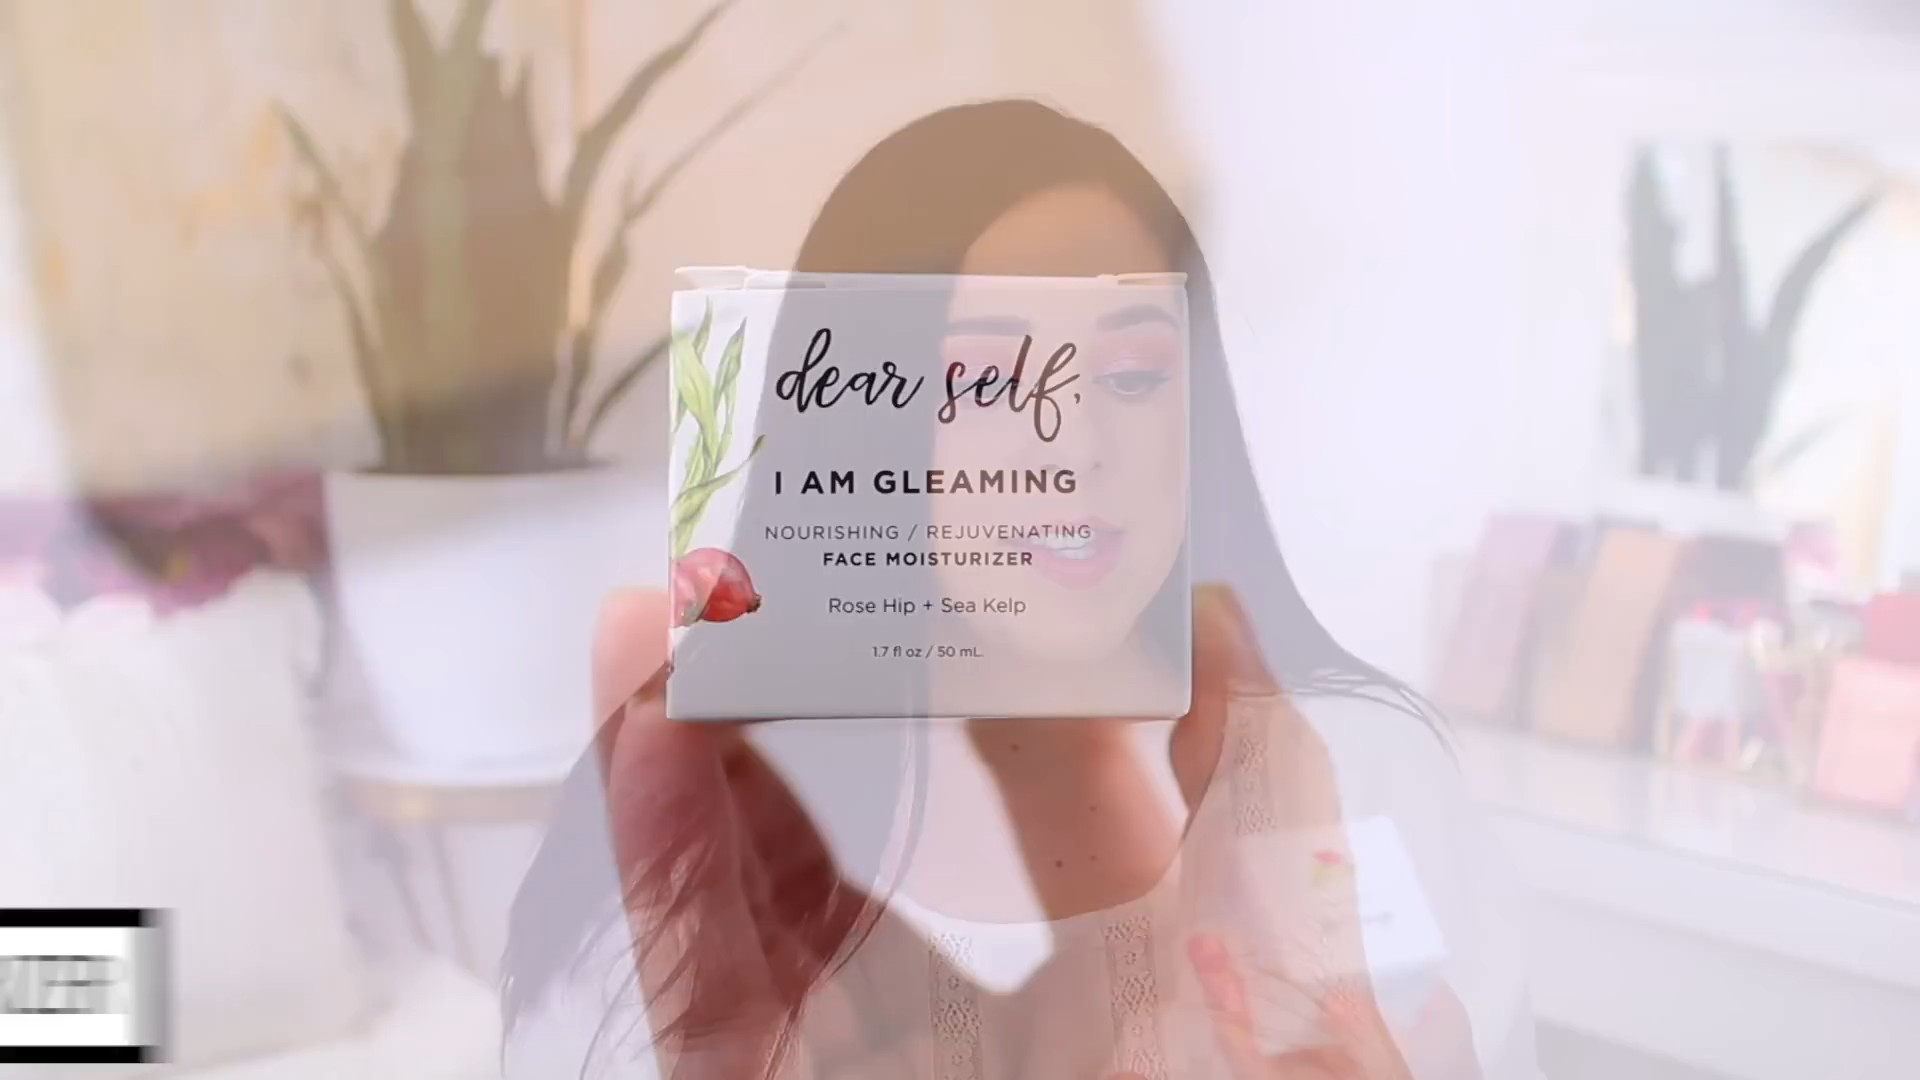 dear self,
I AM GLEAMING
NOURISHING / REJUVENATING
FACE MOISTURIZER
Rose Hip + Sea Kelp
1.7 fl oz / 50 mL